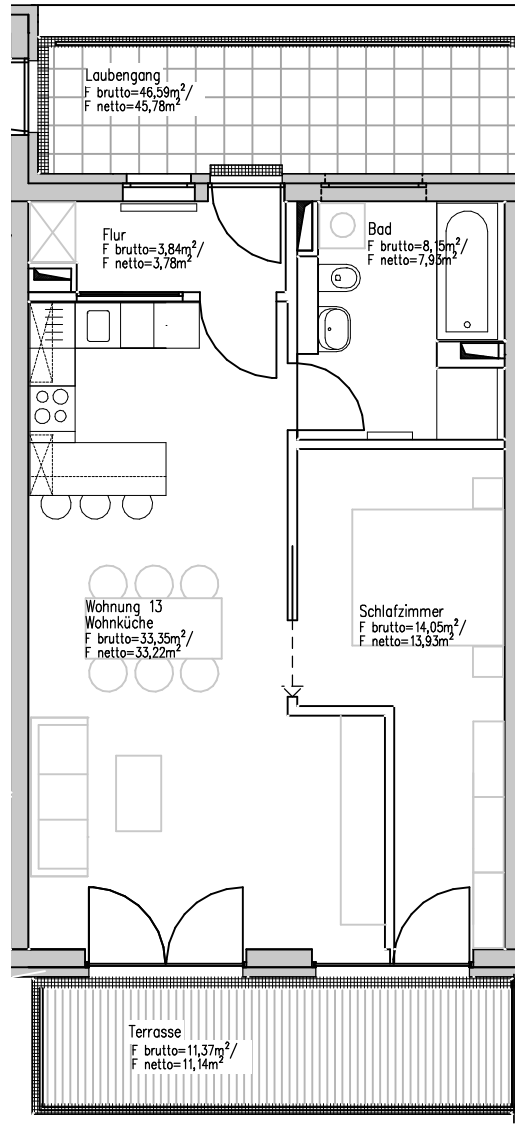 Laubengang
F brutto=46,59m²/
F netto=45,78m²
Flur
F brutto=3,84m²/
F netto=3,78m²
Bad
F brutto=8,15m²/
F netto=7,93m²
Wohnung 13
Wohnküche
F brutto=33,35m²/
F netto=33,22m²
Schlafzimmer
F brutto=14,05m²/
F netto=13,93m²
Terrasse
F brutto=11,37m²/
F netto=11,14m²